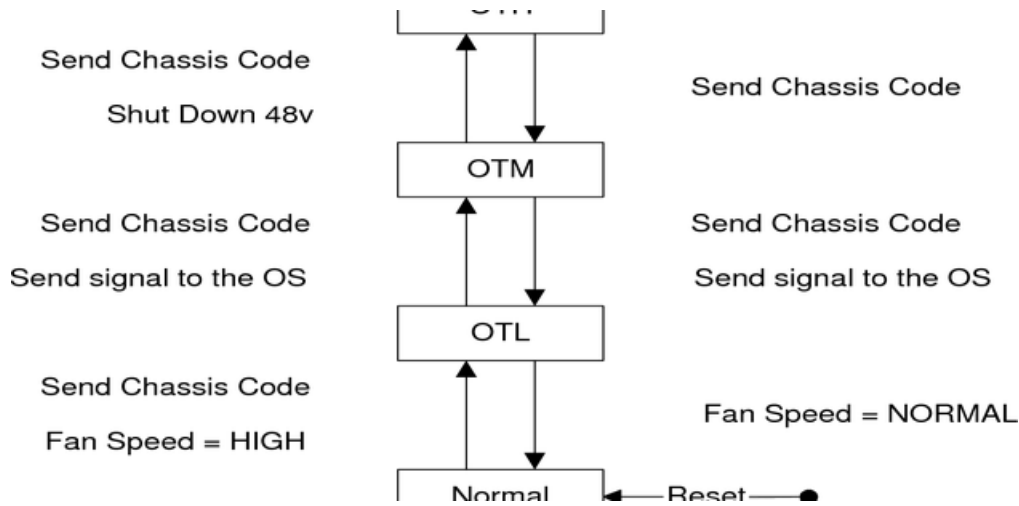 Send Chassis Code
Send Chassis Code
Shut Down 48v
OTM
Send Chassis Code
Send Chassis Code
Send signal to the OS
Send signal to the OS
OTL
Send Chassis Code
Fan Speed = NORMAL
Fan Speed = HIGH
Normal
Reset